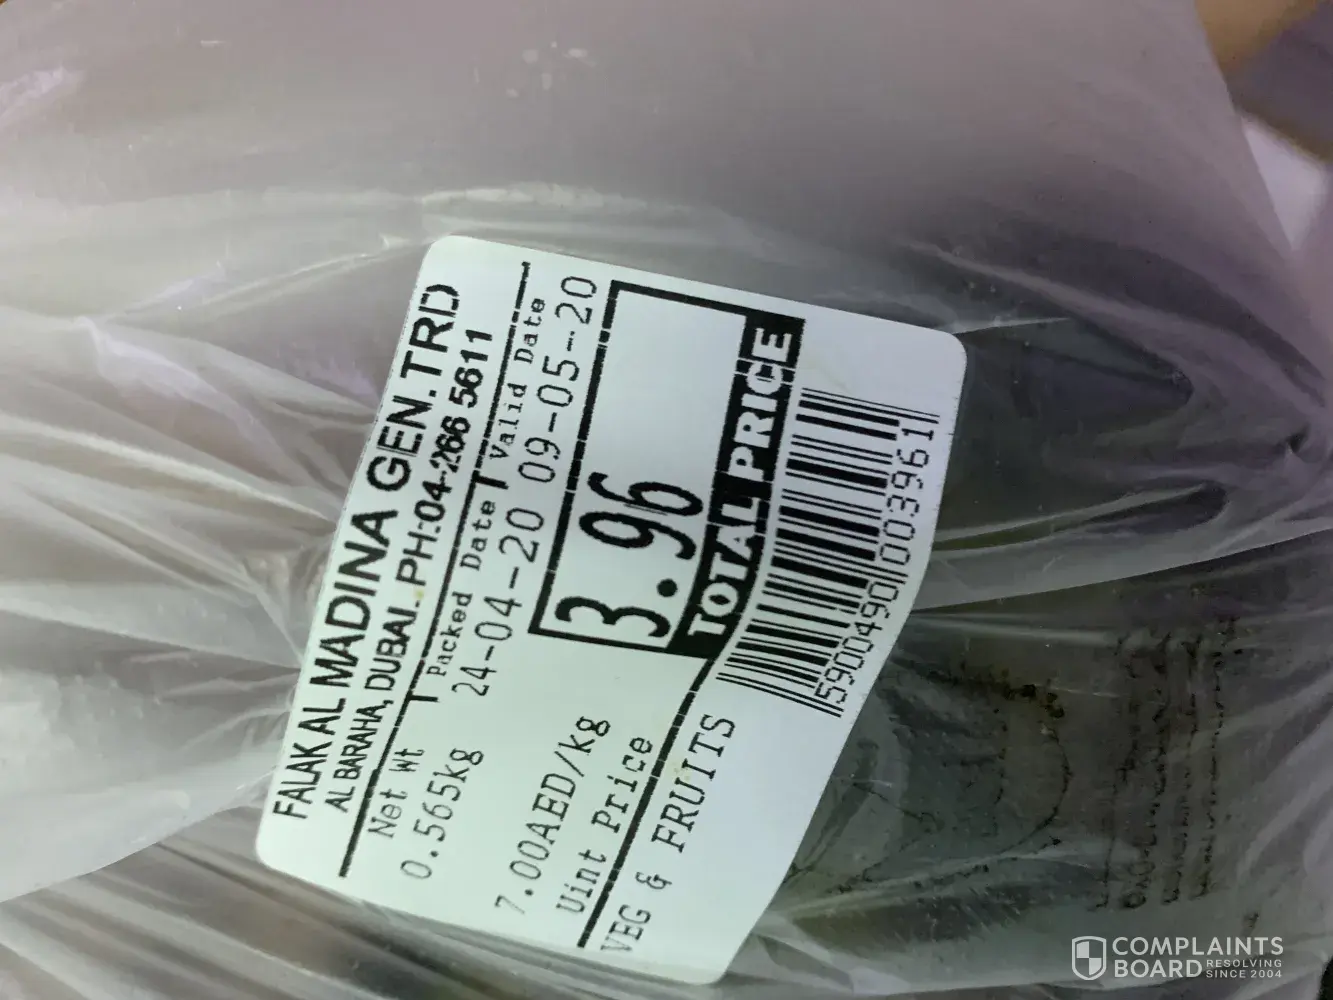 FALAK AL MADINA GEN.TRD
AL BARAHA, DUBAI. PH:04-266 5611
Net Wt Packed Date Valid Date
0.565kg 24-04-20 09-05-20
7.00AED/kg 3.96
Uint Price TOTAL PRICE
VEG & FRUITS
5900490003961
COMPLAINTS
BOARD RESOLVING
SINCE 2004